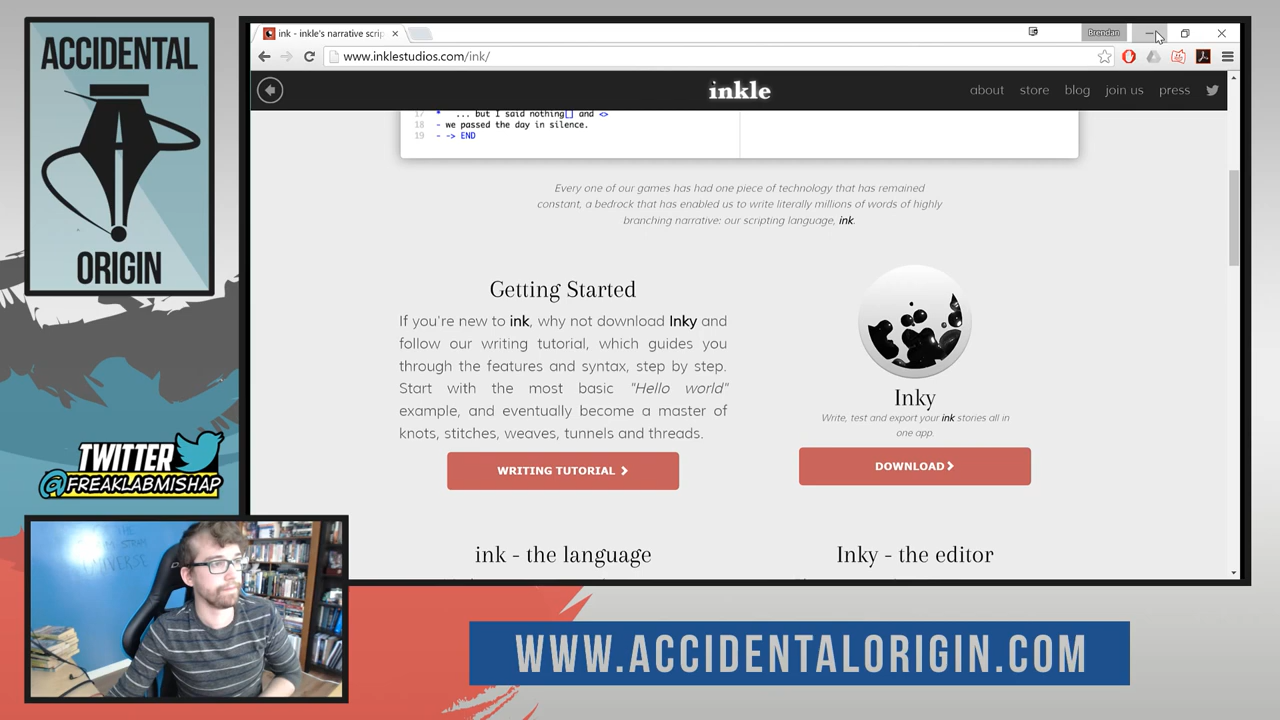 ACCIDENTAL
ORIGIN
TWITTER
@FREAKLABMISHAP
ink - inkle's narrative scrip
Brendan
www.inklestudios.com/ink/
inkle
about
store
blog
join us
press
17 * ... but I said nothing[] and <>
18 - we passed the day in silence.
19 - -> END
Every one of our games has had one piece of technology that has remained
constant, a bedrock that has enabled us to write literally millions of words of highly
branching narrative: our scripting language, ink.
Getting Started
If you're new to ink, why not download Inky and
follow our writing tutorial, which guides you
through the features and syntax, step by step.
Start with the most basic "Hello world"
example, and eventually become a master of
knots, stitches, weaves, tunnels and threads.
WRITING TUTORIAL
Inky
Write, test and export your ink stories all in
one app.
DOWNLOAD
ink - the language
Inky - the editor
WWW.ACCIDENTALORIGIN.COM